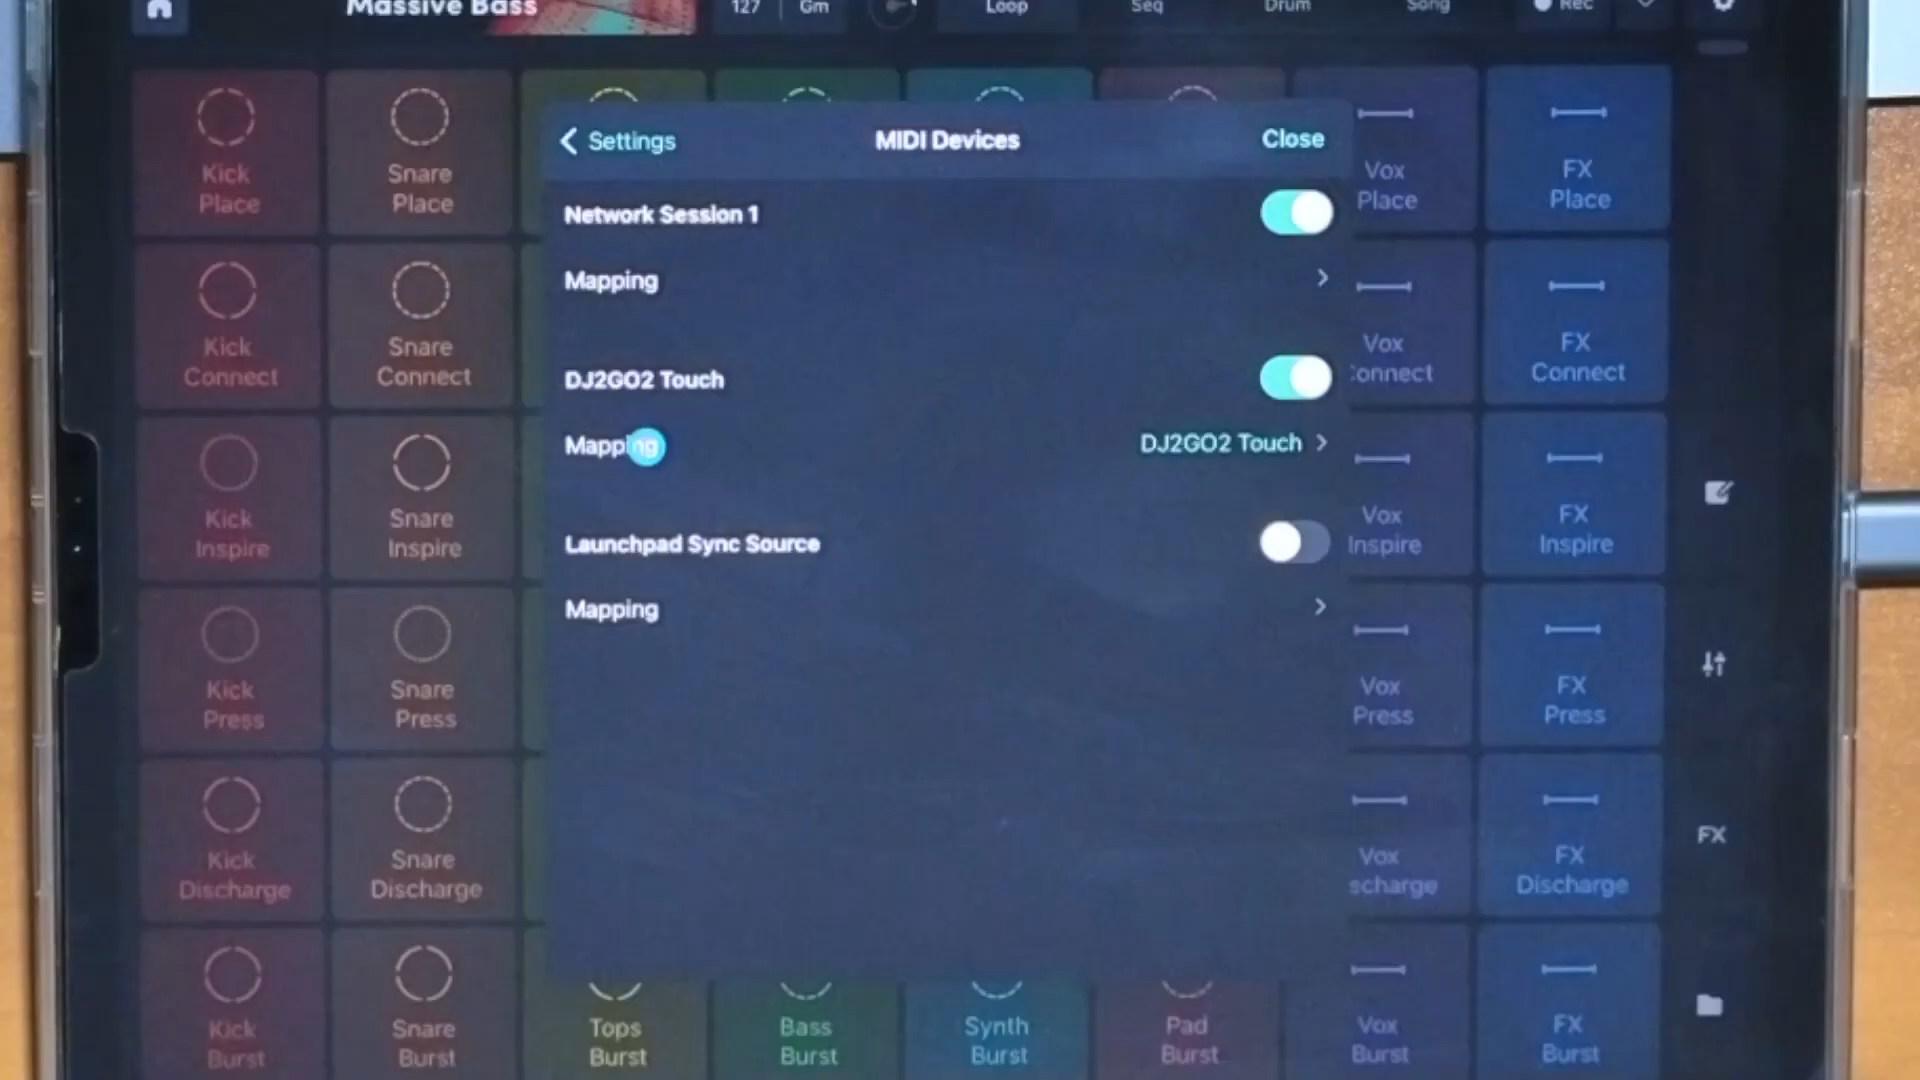 Massive Bass
127 Gm Loop Seq Drum Song Rec
Settings MIDI Devices Close
Network Session 1
Mapping
DJ2GO2 Touch
Mapping DJ2GO2 Touch
Launchpad Sync Source
Mapping
Kick Place
Snare Place
Vox Place
FX Place
Kick Connect
Snare Connect
Vox Connect
FX Connect
Kick Inspire
Snare Inspire
Vox Inspire
FX Inspire
Kick Press
Snare Press
Vox Press
FX Press
FX
Kick Discharge
Snare Discharge
Vox scharge
FX Discharge
Kick Burst
Snare Burst
Tops Burst
Bass Burst
Synth Burst
Pad Burst
Vox Burst
FX Burst